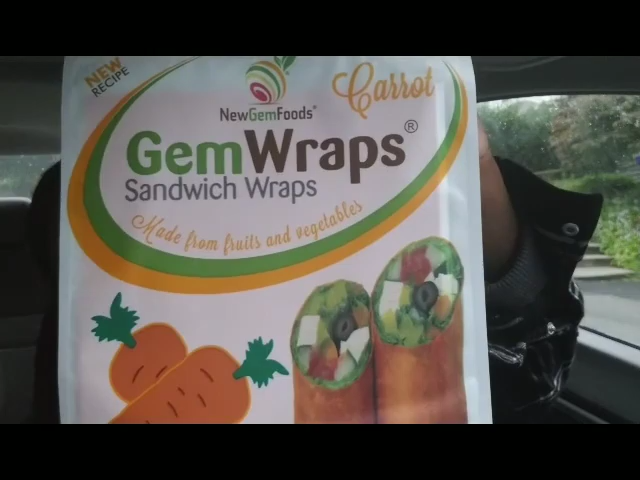 NEW
RECIPE
Carrot
NewGemFoods®
GemWraps®
Sandwich Wraps
Made from fruits and vegetables